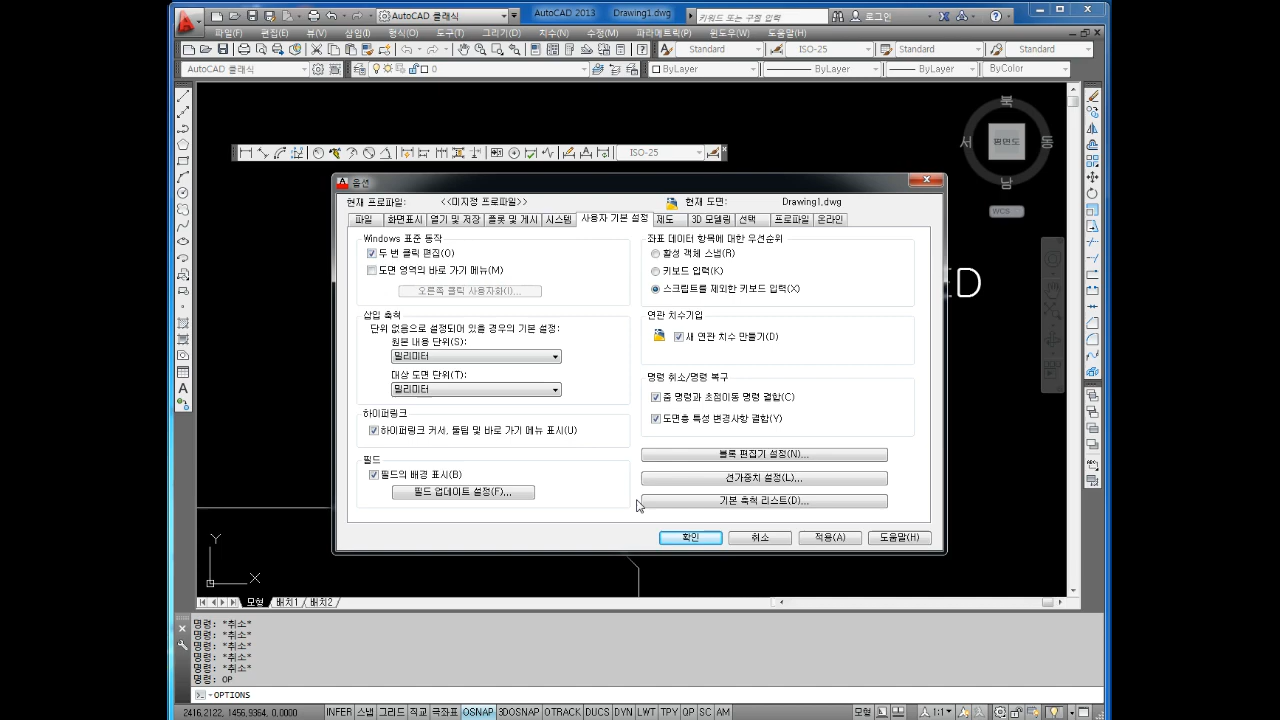 AutoCAD 클래식
AutoCAD 2013 Drawing1.dwg
키워드 또는 구절 입력
로그인
파일(F) 편집(E) 뷰(V) 삽입(I) 형식(O) 도구(T) 그리기(D) 치수(N) 수정(M) 파라메트릭(P) 윈도우(W) 도움말(H)
Standard ISO-25 Standard Standard
AutoCAD 클래식 0 ByLayer ByLayer ByLayer ByColor
북
서 평면도 동
남
WCS
ISO-25
옵션
현재 프로파일: <<미지정 프로파일>> 현재 도면: Drawing1.dwg
파일 화면표시 열기 및 저장 플롯 및 게시 시스템 사용자 기본 설정 제도 3D 모델링 선택 프로파일 온라인
Windows 표준 동작
두 번 클릭 편집(O)
도면 영역의 바로 가기 메뉴(M)
오른쪽 클릭 사용자화(I)...
삽입 축척
단위 없음으로 설정되어 있을 경우의 기본 설정:
원본 내용 단위(S):
밀리미터
대상 도면 단위(T):
밀리미터
하이퍼링크
하이퍼링크 커서, 툴팁 및 바로 가기 메뉴 표시(U)
필드
필드의 배경 표시(B)
필드 업데이트 설정(F)...
좌표 데이터 항목에 대한 우선순위
활성 객체 스냅(R)
키보드 입력(K)
스크립트를 제외한 키보드 입력(X)
연관 치수기입
새 연관 치수 만들기(D)
명령 취소/명령 복구
줌 명령과 초점이동 명령 결합(C)
도면층 특성 변경사항 결합(Y)
블록 편집기 설정(N)...
선가중치 설정(L)...
기본 축척 리스트(D)...
확인 취소 적용(A) 도움말(H)
D
Y
X
모형 배치1 배치2
명령: *취소*
명령: *취소*
명령: *취소*
명령: *취소*
명령: *취소*
명령: OP
OPTIONS
2416.2122, 1456.9364, 0.0000 INFER 스냅 그리드 직교 극좌표 OSNAP 3DOSNAP OTRACK DUCS DYN LWT TPY QP SC AM 모형 1:1